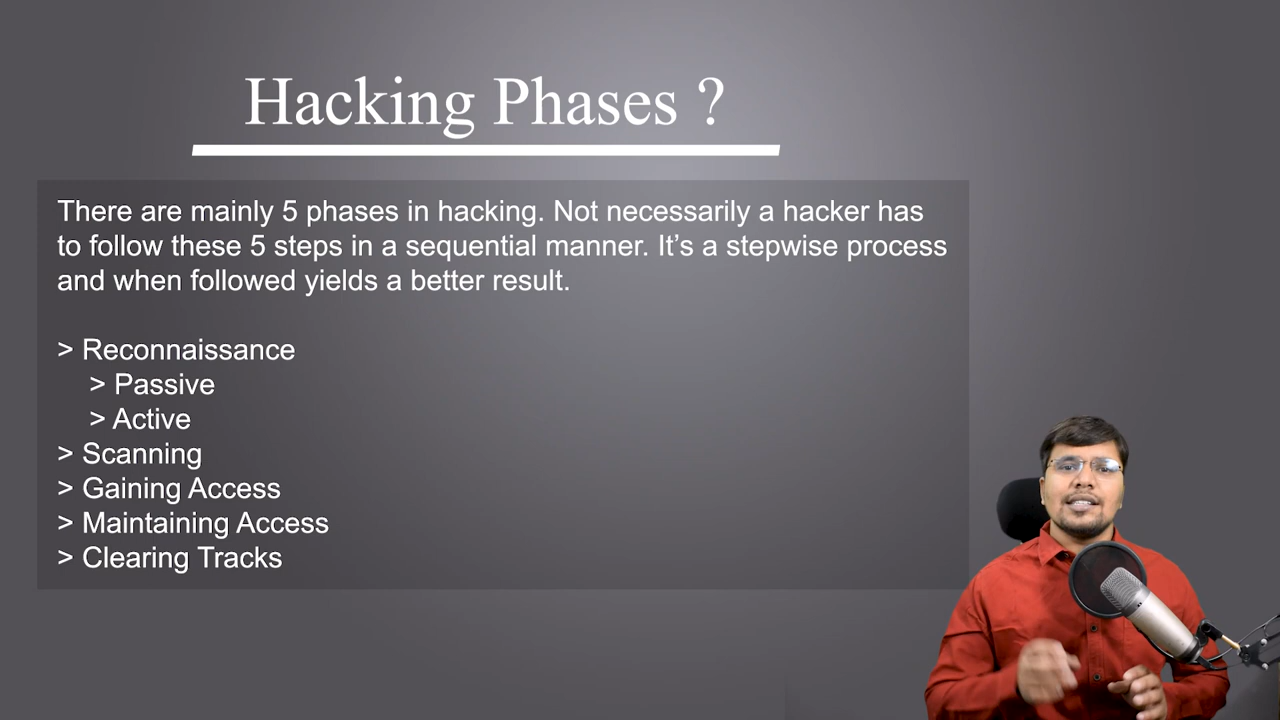 Hacking Phases ?
There are mainly 5 phases in hacking. Not necessarily a hacker has
to follow these 5 steps in a sequential manner. It’s a stepwise process
and when followed yields a better result.
> Reconnaissance
> Passive
> Active
> Scanning
> Gaining Access
> Maintaining Access
> Clearing Tracks